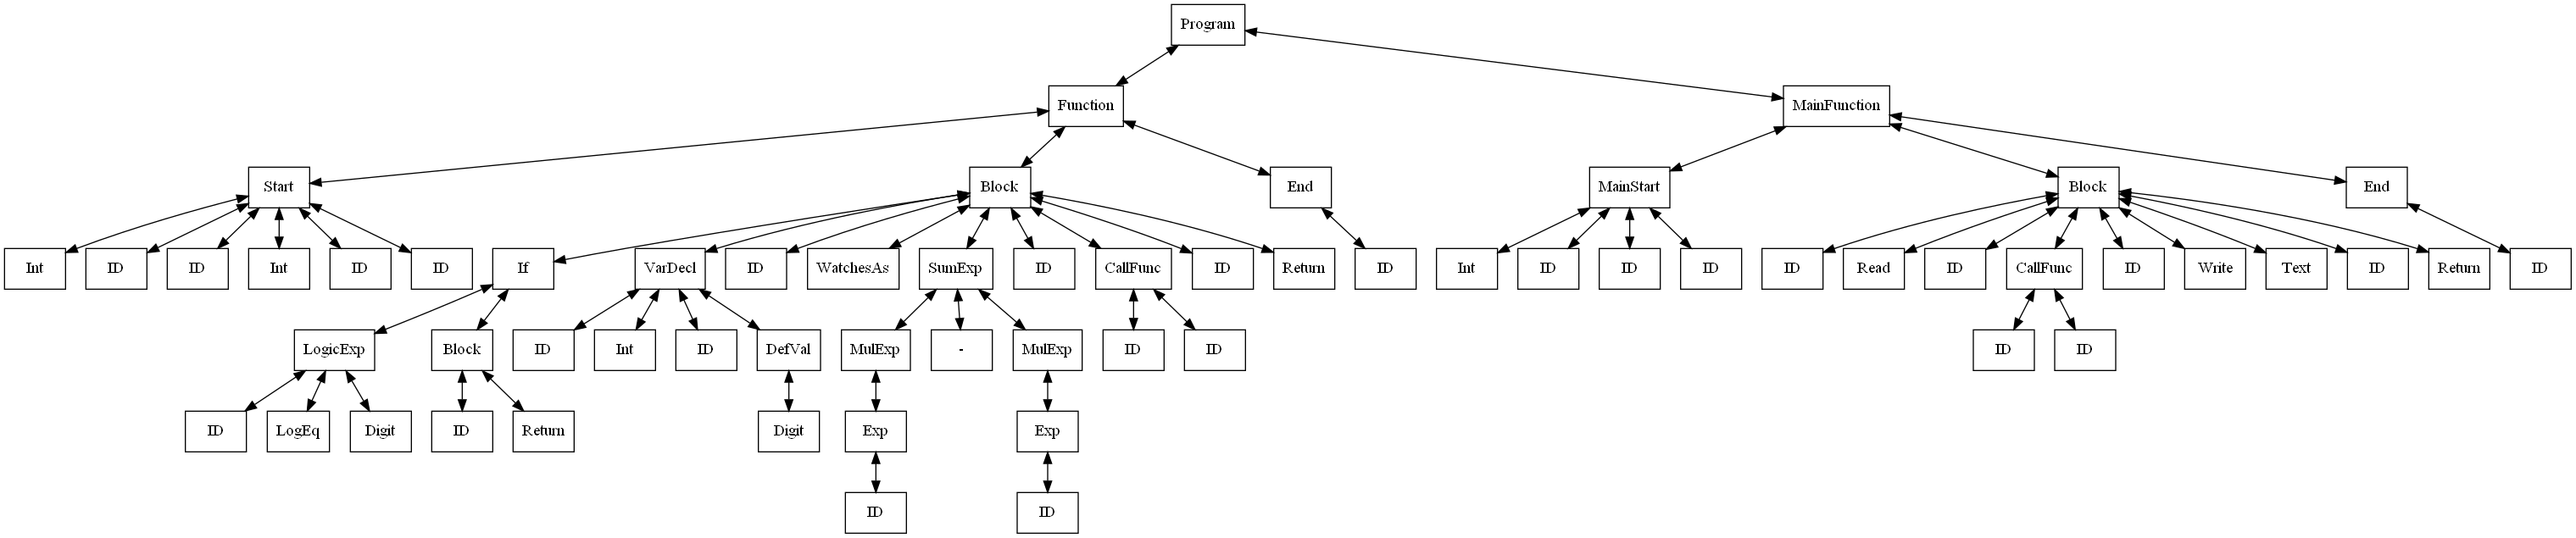 Program
Function MainFunction
Start Block End MainStart Block End
Int ID ID Int ID ID If VarDecl ID WatchesAs SumExp ID CallFunc ID Return ID Int ID ID ID ID Read ID CallFunc ID Write Text ID Return ID
LogicExp Block ID Int ID DefVal MulExp - MulExp ID ID ID ID
ID LogEq Digit ID Return Digit Exp Exp
ID ID